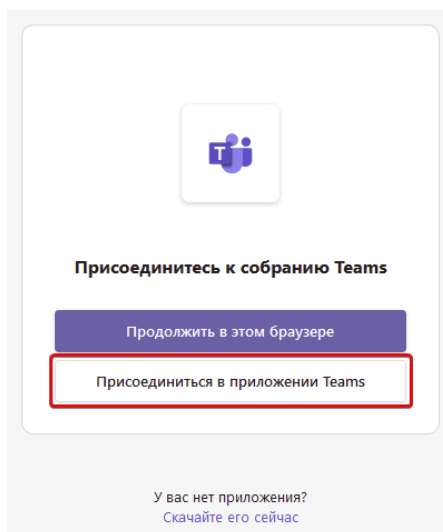 T
Присоединитесь к собранию Teams
Продолжить в этом браузере
Присоединиться в приложении Teams
У вас нет приложения?
Скачайте его сейчас